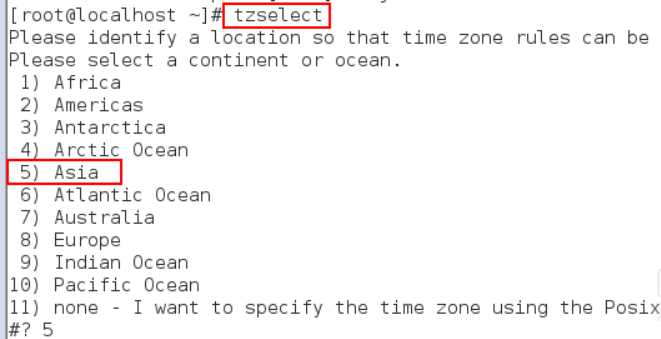 [root@localhost ~]# tzselect
Please identify a location so that time zone rules can be
Please select a continent or ocean.
1) Africa
2) Americas
3) Antarctica
4) Arctic Ocean
5) Asia
6) Atlantic Ocean
7) Australia
8) Europe
9) Indian Ocean
10) Pacific Ocean
11) none - I want to specify the time zone using the Posix
#? 5